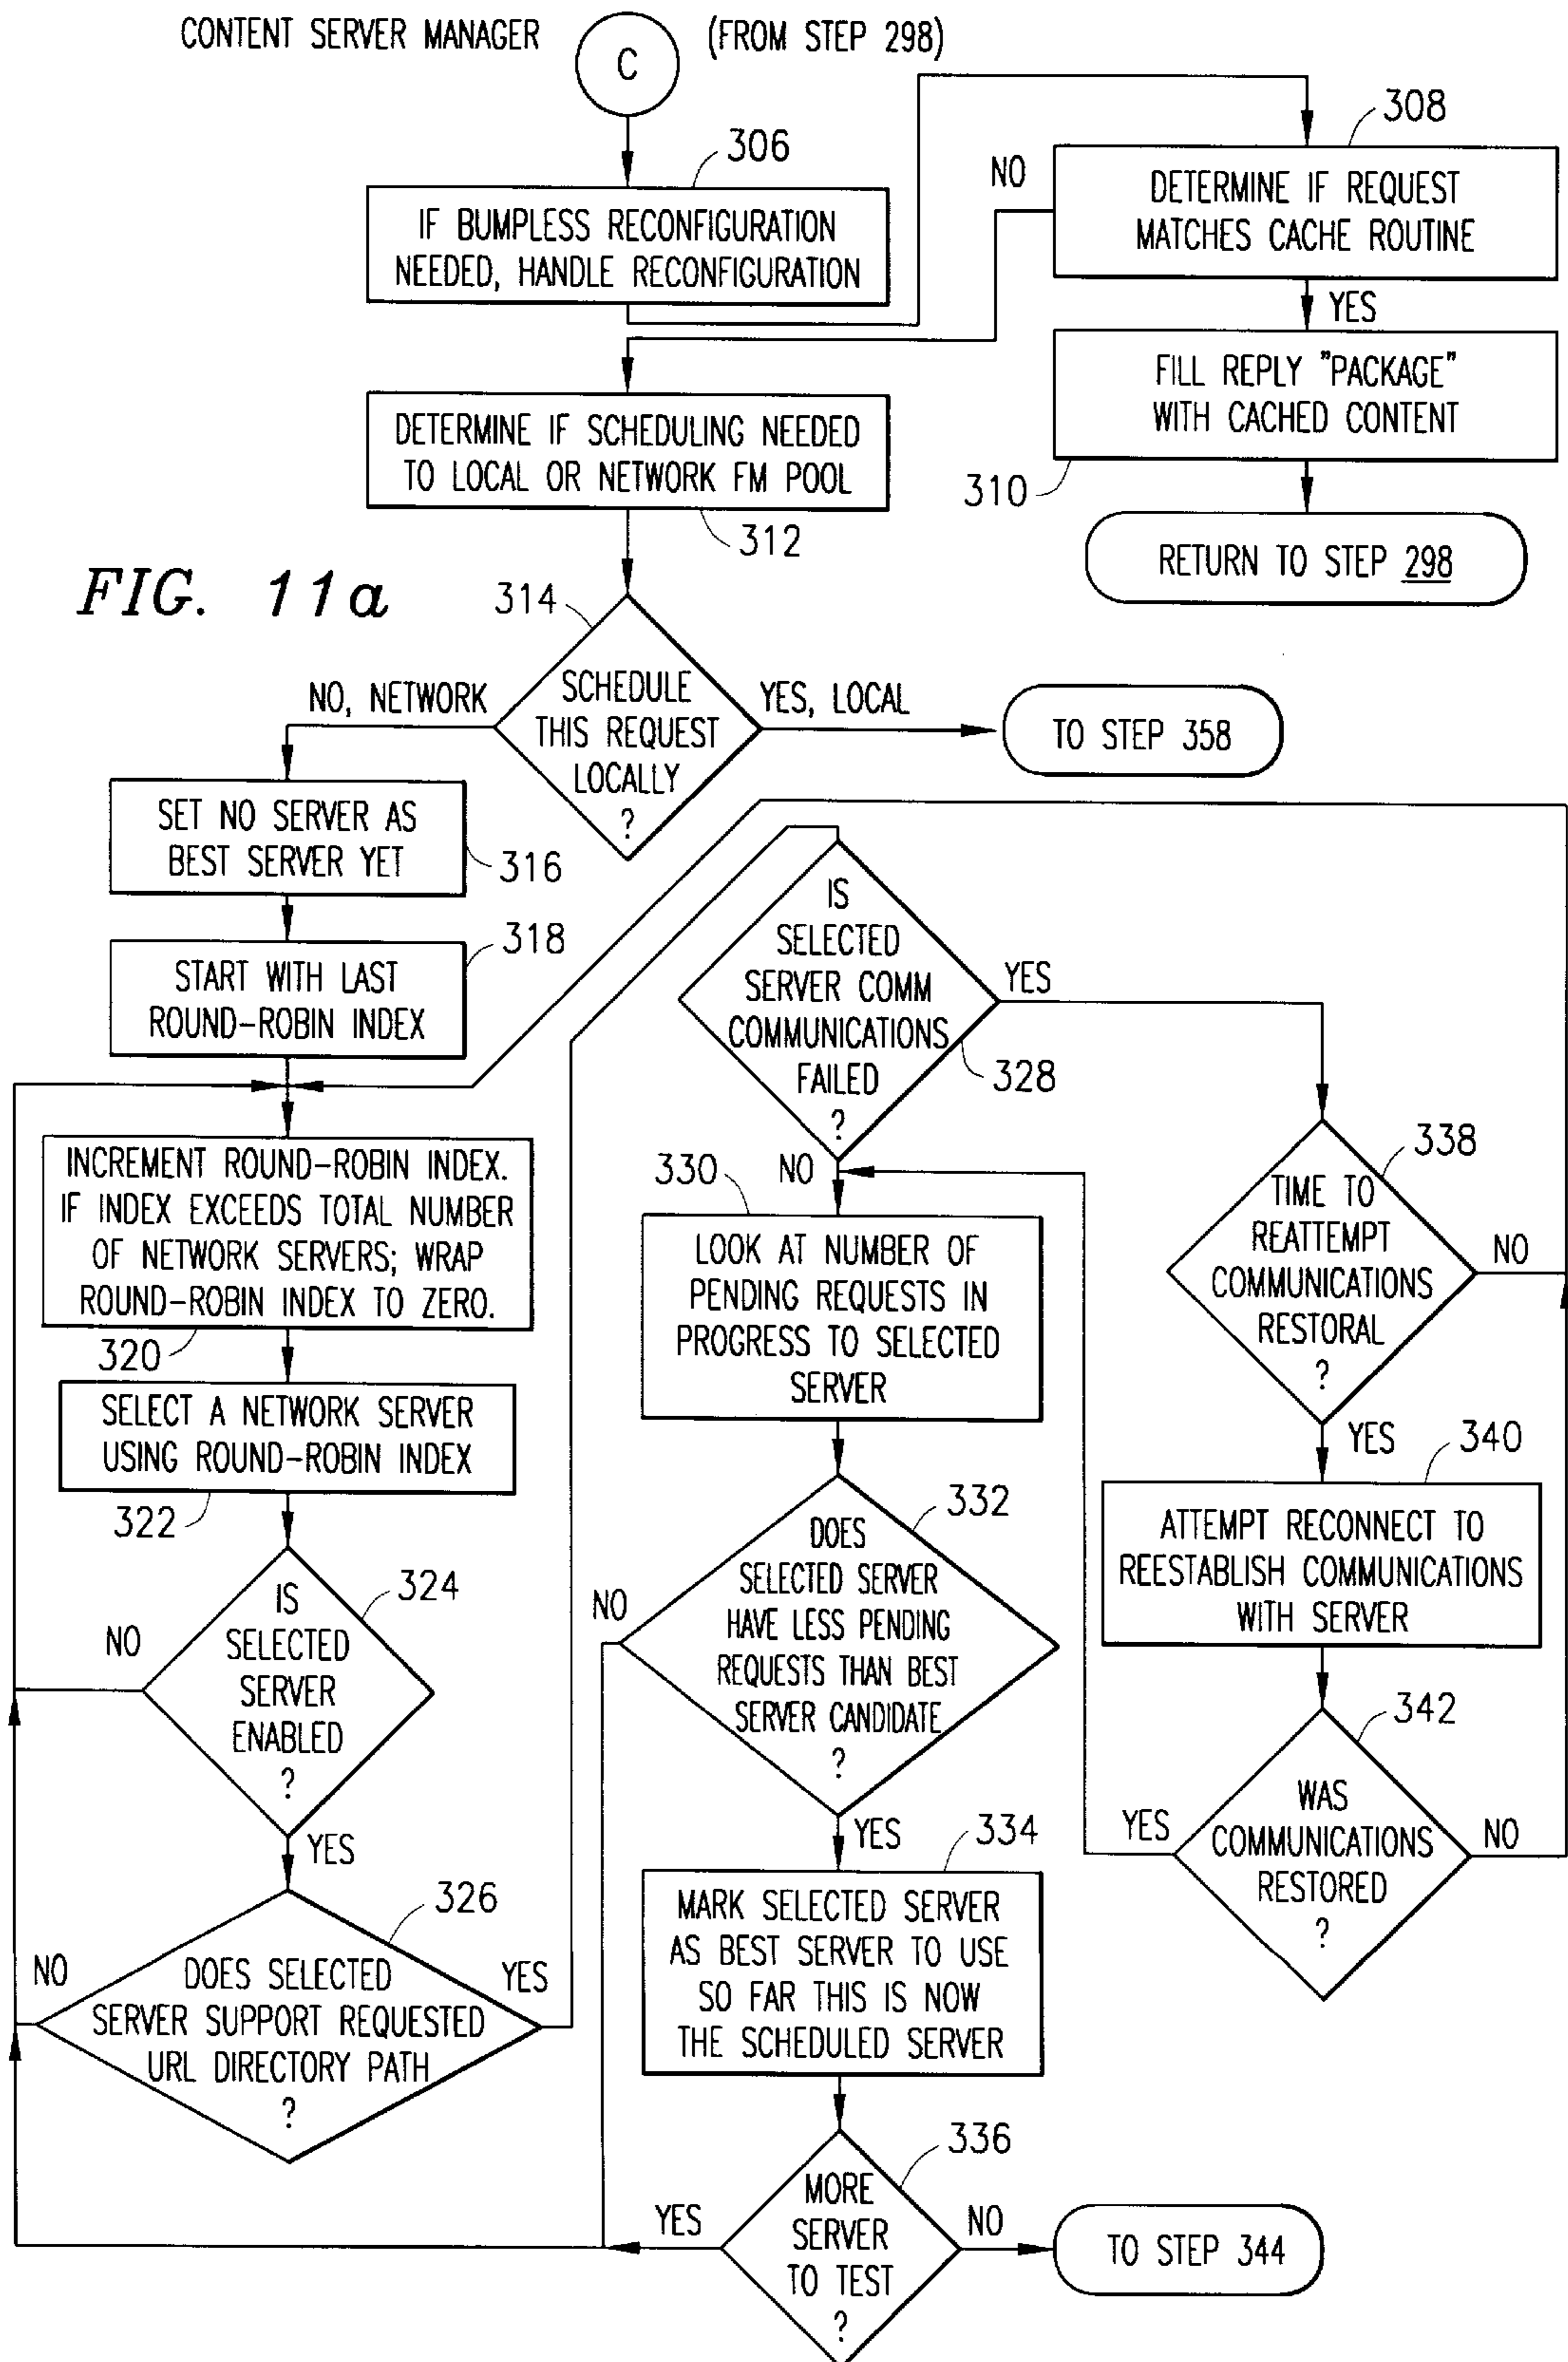 CONTENT SERVER MANAGER
C
(FROM STEP 298)
306
IF BUMPLESS RECONFIGURATION
NEEDED, HANDLE RECONFIGURATION
308
NO
DETERMINE IF REQUEST
MATCHES CACHE ROUTINE
YES
FILL REPLY "PACKAGE"
WITH CACHED CONTENT
310
RETURN TO STEP 298
DETERMINE IF SCHEDULING NEEDED
TO LOCAL OR NETWORK FM POOL
312
FIG. 11a
314
NO, NETWORK
SCHEDULE
THIS REQUEST
LOCALLY
?
YES, LOCAL
TO STEP 358
SET NO SERVER AS
BEST SERVER YET
316
START WITH LAST
ROUND-ROBIN INDEX
318
INCREMENT ROUND-ROBIN INDEX.
IF INDEX EXCEEDS TOTAL NUMBER
OF NETWORK SERVERS; WRAP
ROUND-ROBIN INDEX TO ZERO.
320
SELECT A NETWORK SERVER
USING ROUND-ROBIN INDEX
322
IS
SELECTED
SERVER
ENABLED
?
324
NO
YES
326
NO
DOES SELECTED
SERVER SUPPORT REQUESTED
URL DIRECTORY PATH
?
YES
IS
SELECTED
SERVER COMM
COMMUNICATIONS
FAILED
?
YES
328
330
NO
LOOK AT NUMBER OF
PENDING REQUESTS IN
PROGRESS TO SELECTED
SERVER
332
NO
DOES
SELECTED SERVER
HAVE LESS PENDING
REQUESTS THAN BEST
SERVER CANDIDATE
?
YES
334
MARK SELECTED SERVER
AS BEST SERVER TO USE
SO FAR THIS IS NOW
THE SCHEDULED SERVER
336
YES
MORE
SERVER
TO TEST
?
NO
TO STEP 344
338
TIME TO
REATTEMPT
COMMUNICATIONS
RESTORAL
?
NO
YES
340
ATTEMPT RECONNECT TO
REESTABLISH COMMUNICATIONS
WITH SERVER
342
YES
WAS
COMMUNICATIONS
RESTORED
?
NO